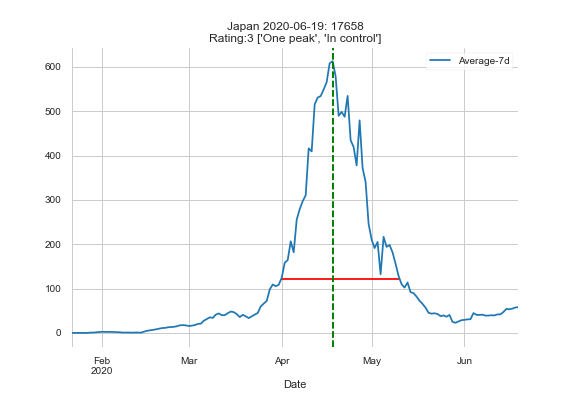 Japan 2020-06-19: 17658
Rating:3 ['One peak', 'In control']
Average-7d
600
500
400
300
200
100
0
Feb
2020
Mar
Apr
May
Jun
Date